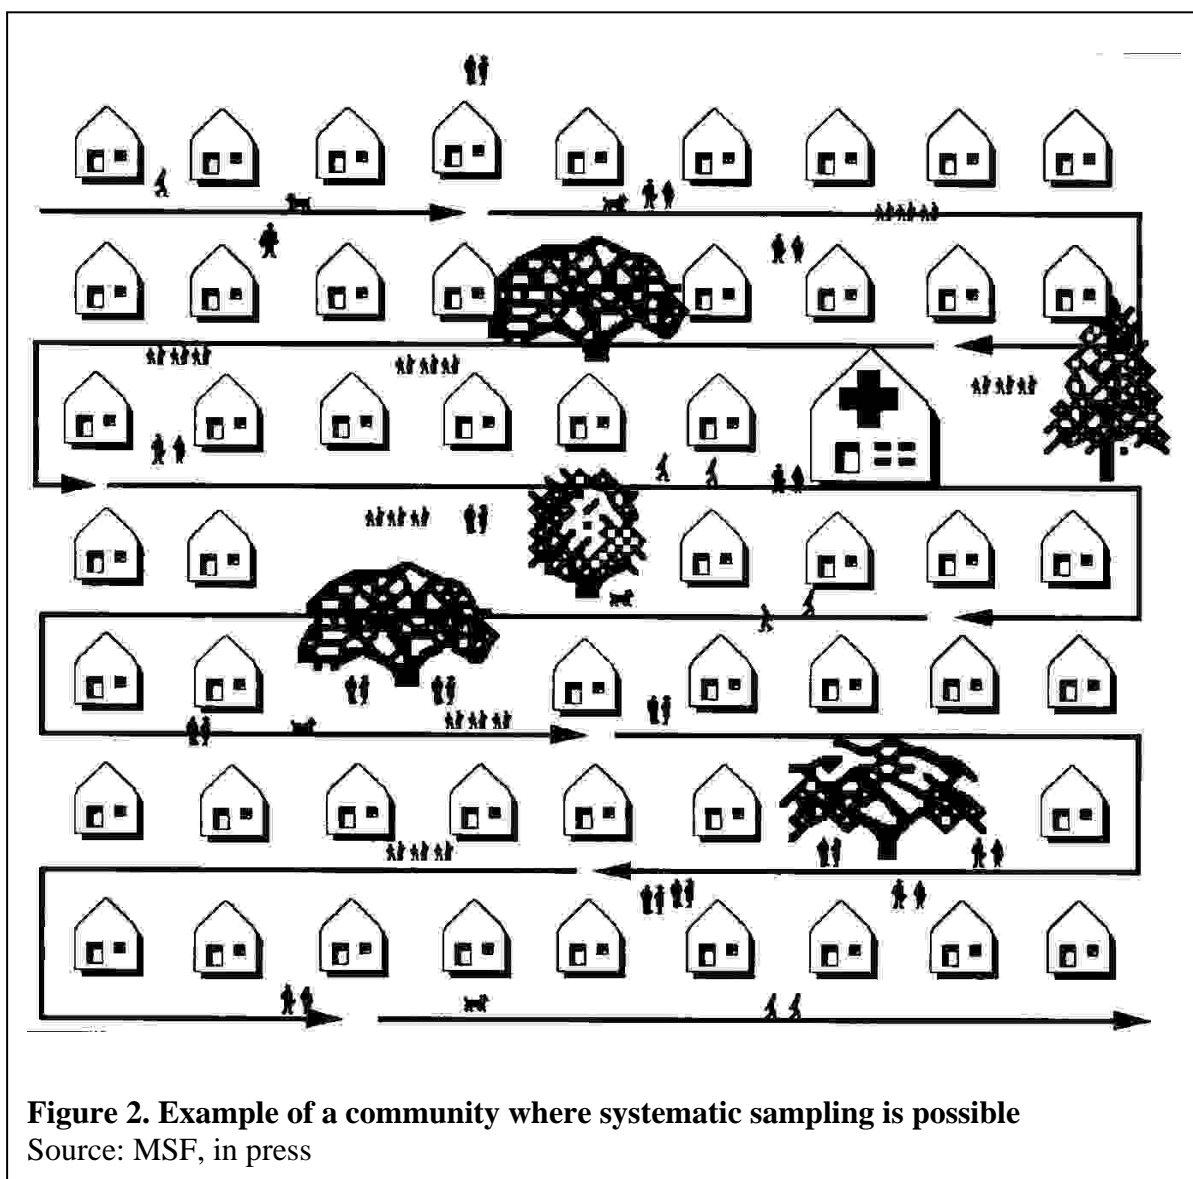 Figure 2. Example of a community where systematic sampling is possible
Source: MSF, in press